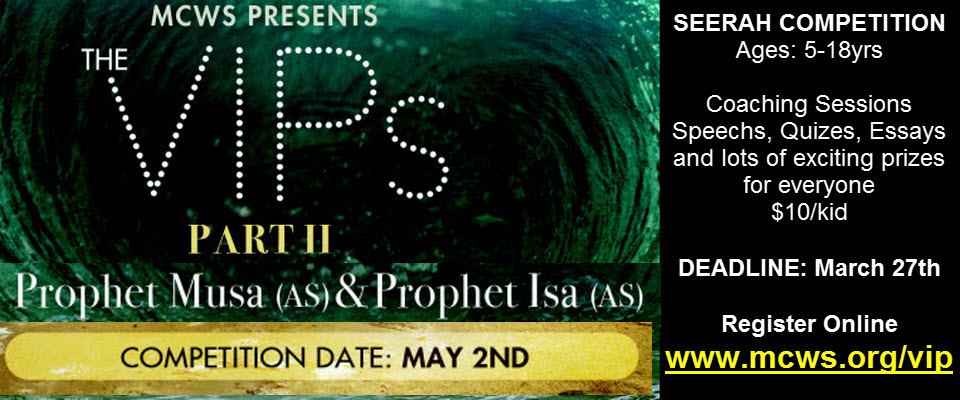 MCWS PRESENTS
THE
VIPs
PART II
Prophet Musa (AS) & Prophet Isa (AS)
COMPETITION DATE: MAY 2ND
SEERAH COMPETITION
Ages: 5-18yrs
Coaching Sessions
Speechs, Quizes, Essays
and lots of exciting prizes
for everyone
$10/kid
DEADLINE: March 27th
Register Online
www.mcws.org/vip